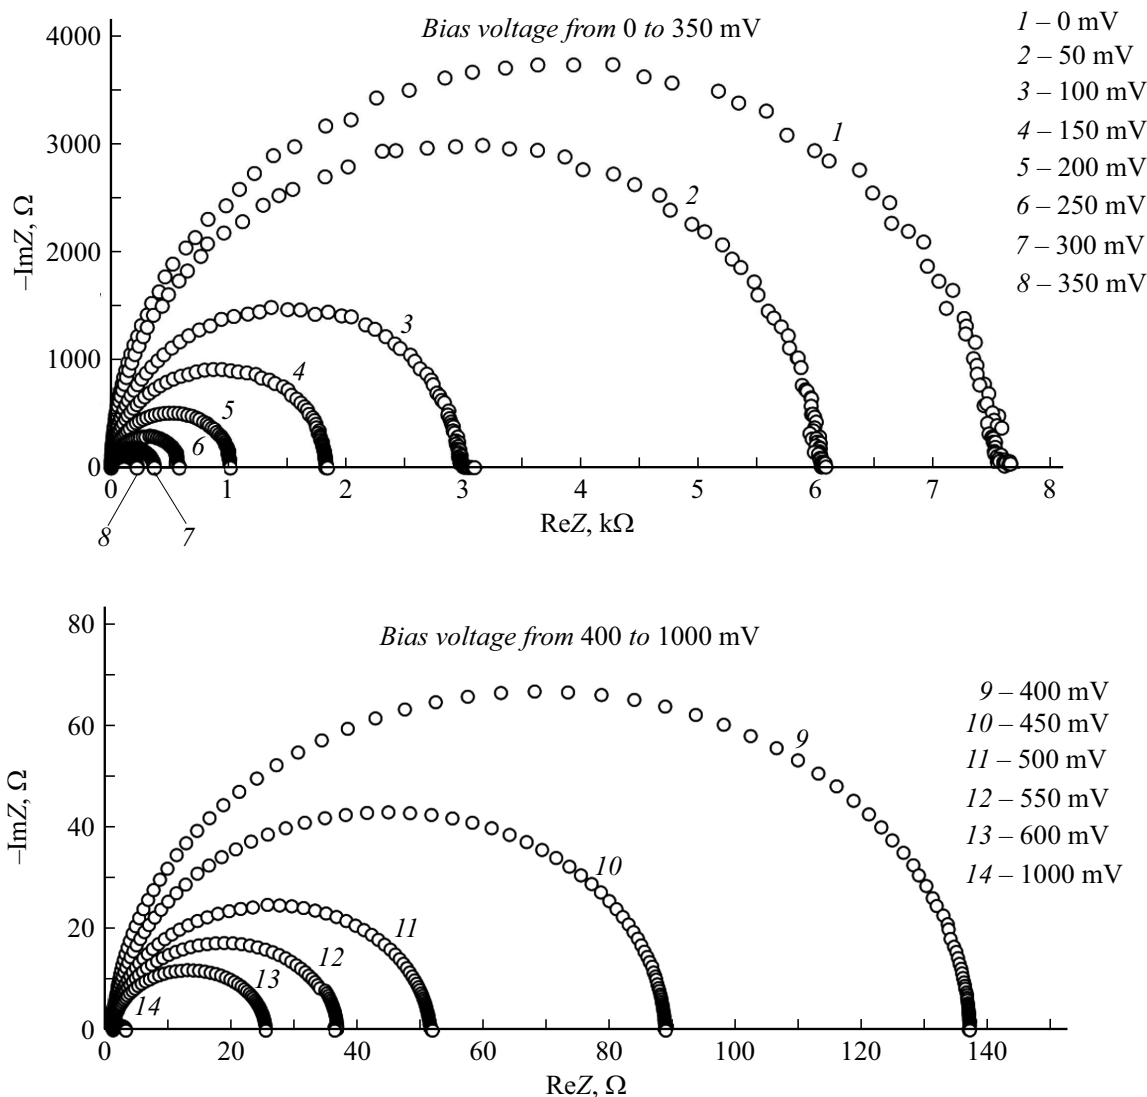 Bias voltage from 0 to 350 mV
1 – 0 mV
2 – 50 mV
3 – 100 mV
4 – 150 mV
5 – 200 mV
6 – 250 mV
7 – 300 mV
8 – 350 mV
4000
3000
2000
1000
0
–ImZ, Ω
1
2
3
4
5
6
8
7
0 1 2 3 4 5 6 7 8
ReZ, kΩ
Bias voltage from 400 to 1000 mV
9 – 400 mV
10 – 450 mV
11 – 500 mV
12 – 550 mV
13 – 600 mV
14 – 1000 mV
80
60
40
20
0
–ImZ, Ω
9
10
11
12
13
14
0 20 40 60 80 100 120 140
ReZ, Ω